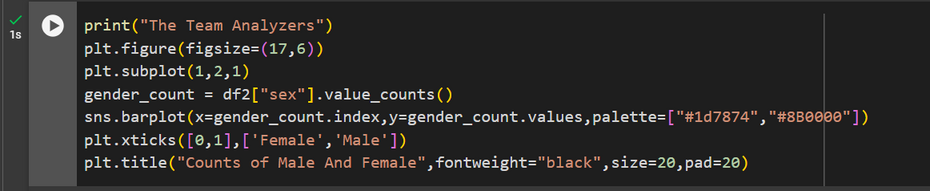 1s
print("The Team Analyzers")
plt.figure(figsize=(17,6))
plt.subplot(1,2,1)
gender_count = df2["sex"].value_counts()
sns.barplot(x=gender_count.index,y=gender_count.values,palette=["#1d7874","#8B0000"])
plt.xticks([0,1],['Female','Male'])
plt.title("Counts of Male And Female",fontweight="black",size=20,pad=20)